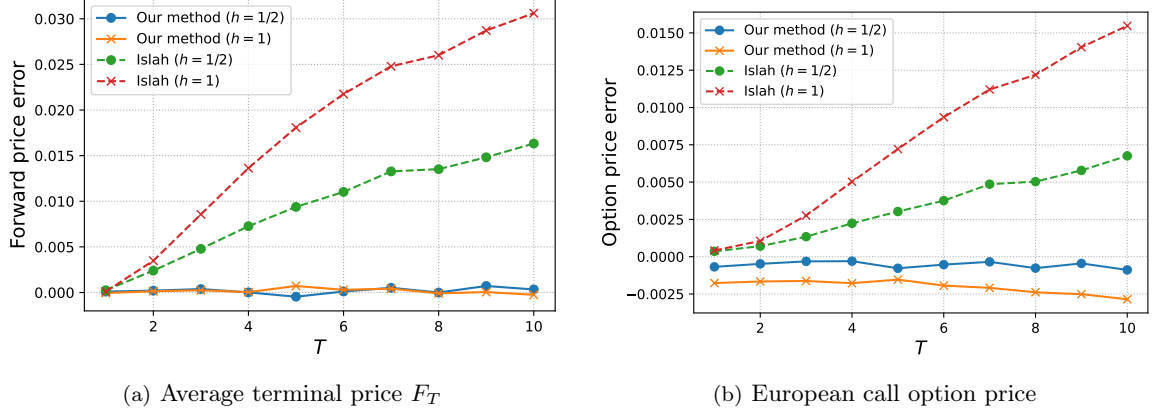 0.030
0.025
0.020
0.015
0.010
0.005
0.000
Forward price error
Our method (h = 1/2)
Our method (h = 1)
Islah (h = 1/2)
Islah (h = 1)
2 4 6 8 10
T
(a) Average terminal price F_T
0.0150
0.0125
0.0100
0.0075
0.0050
0.0025
0.0000
−0.0025
Option price error
Our method (h = 1/2)
Our method (h = 1)
Islah (h = 1/2)
Islah (h = 1)
2 4 6 8 10
T
(b) European call option price